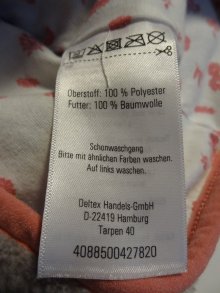 Oberstoff: 100 % Polyester
Futter: 100 % Baumwolle
Schonwaschgang
Bitte mit ähnlichen Farben waschen.
Auf links waschen.
Deltex Handels-GmbH
D-22419 Hamburg
Tarpen 40
4088500427820